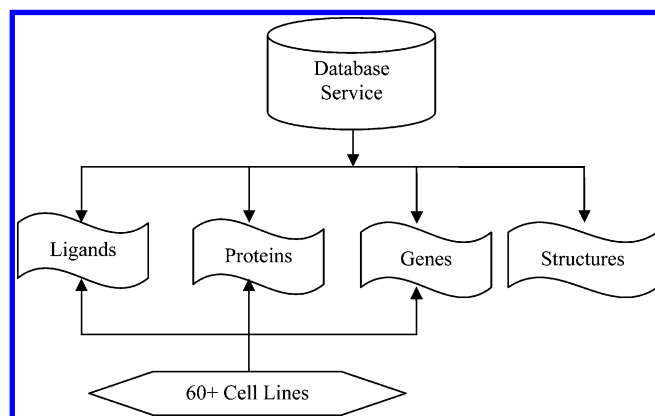 Database
Service
Ligands
Proteins
Genes
Structures
60+ Cell Lines